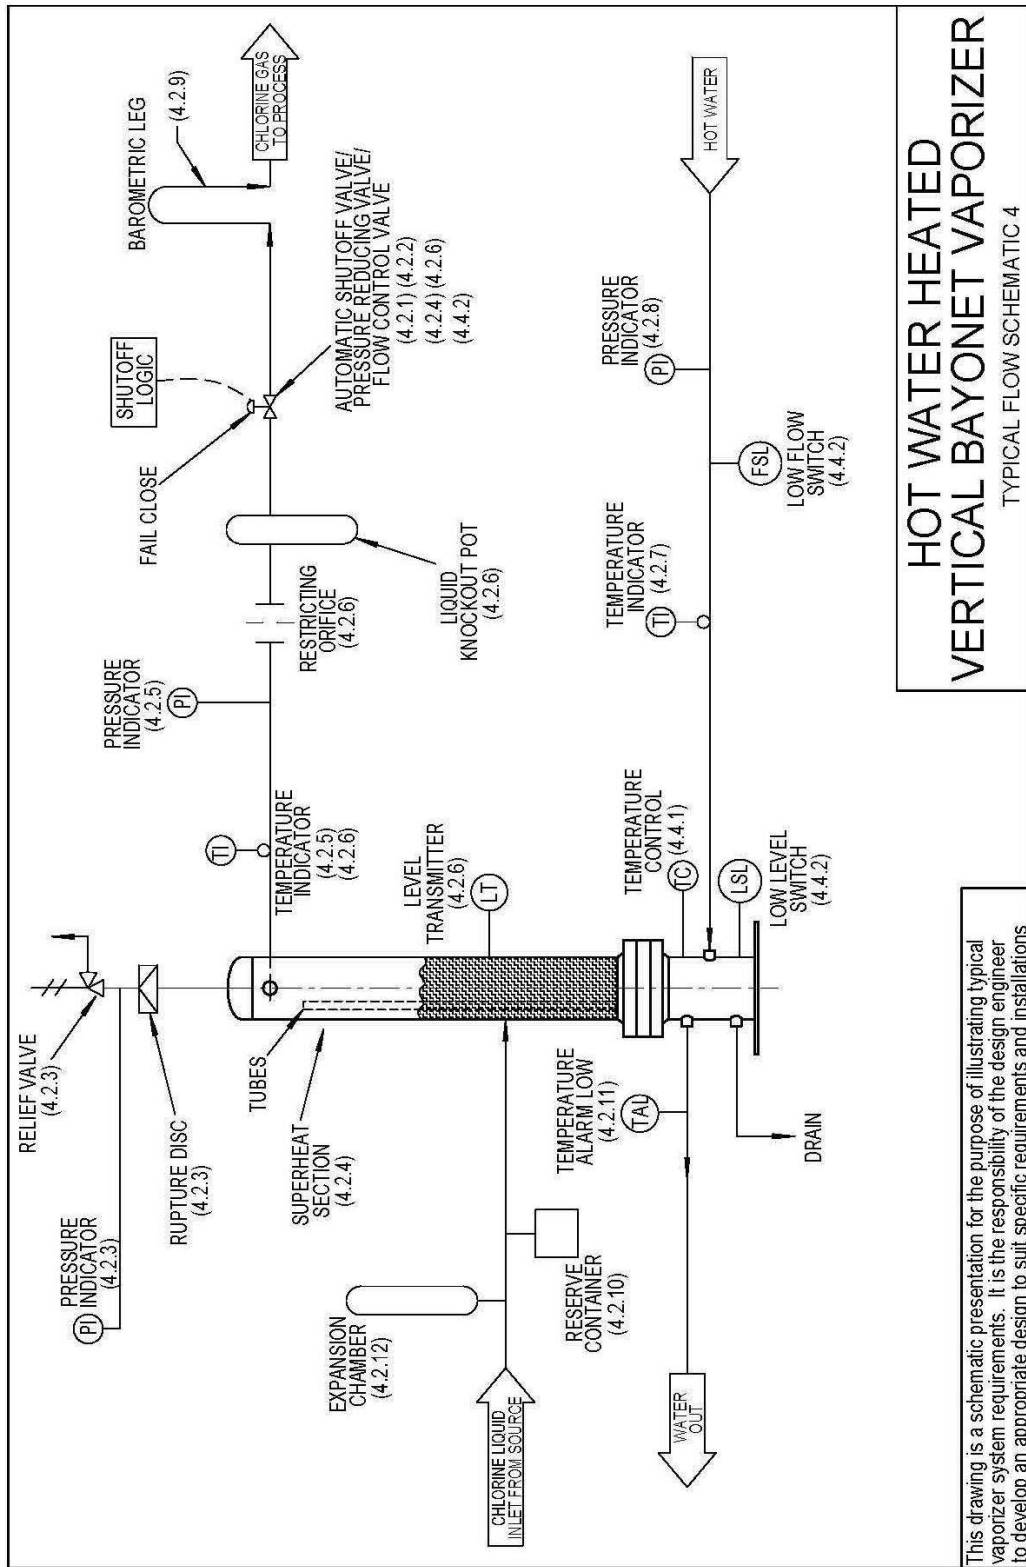 RELIEF VALVE
(4.2.3)
PRESSURE
INDICATOR
(4.2.3)
PI
RUPTURE DISC
(4.2.3)
TUBES
SUPERHEAT
SECTION
(4.2.4)
EXPANSION
CHAMBER
(4.2.12)
CHLORINE LIQUID
INLET FROM SOURCE
RESERVE
CONTAINER
(4.2.10)
TEMPERATURE
ALARM LOW
(4.2.11)
TAL
WATER
OUT
DRAIN
TI
TEMPERATURE
INDICATOR
(4.2.5)
(4.2.6)
PRESSURE
INDICATOR
(4.2.5)
PI
RESTRICTING
ORIFICE
(4.2.6)
LIQUID
KNOCKOUT POT
(4.2.6)
FAIL CLOSE
SHUTOFF
LOGIC
AUTOMATIC SHUTOFF VALVE/
PRESSURE REDUCING VALVE/
FLOW CONTROL VALVE
(4.2.1) (4.2.2)
(4.2.4) (4.2.6)
(4.4.2)
BAROMETRIC LEG
(4.2.9)
CHLORINE GAS
TO PROCESS
LEVEL
TRANSMITTER
(4.2.6)
LT
TEMPERATURE
CONTROL
(4.4.1)
TC
LSL
LOW LEVEL
SWITCH
(4.4.2)
TEMPERATURE
INDICATOR
(4.2.7)
TI
FSL
LOW FLOW
SWITCH
(4.4.2)
PRESSURE
INDICATOR
(4.2.8)
PI
HOT WATER
This drawing is a schematic presentation for the purpose of illustrating typical
vaporizer system requirements.  It is the responsibility of the design engineer
to develop an appropriate design to suit specific requirements and installations
HOT WATER HEATED
VERTICAL BAYONET VAPORIZER
TYPICAL FLOW SCHEMATIC 4